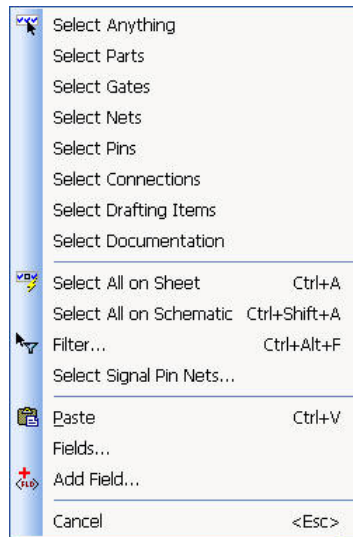 Select Anything
Select Parts
Select Gates
Select Nets
Select Pins
Select Connections
Select Drafting Items
Select Documentation
Select All on Sheet Ctrl+A
Select All on Schematic Ctrl+Shift+A
Filter... Ctrl+Alt+F
Select Signal Pin Nets...
Paste Ctrl+V
Fields...
FLD Add Field...
Cancel <Esc>